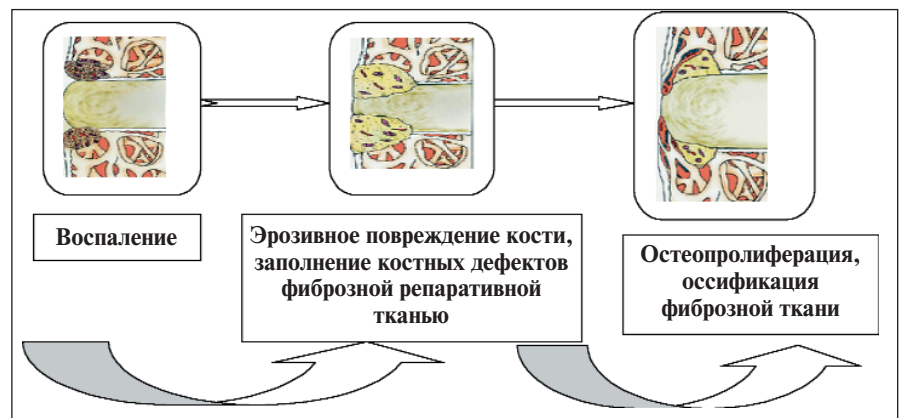 Воспаление
Эрозивное повреждение кости,
заполнение костных дефектов
фиброзной репаративной
тканью
Остеопролиферация,
оссификация
фиброзной ткани